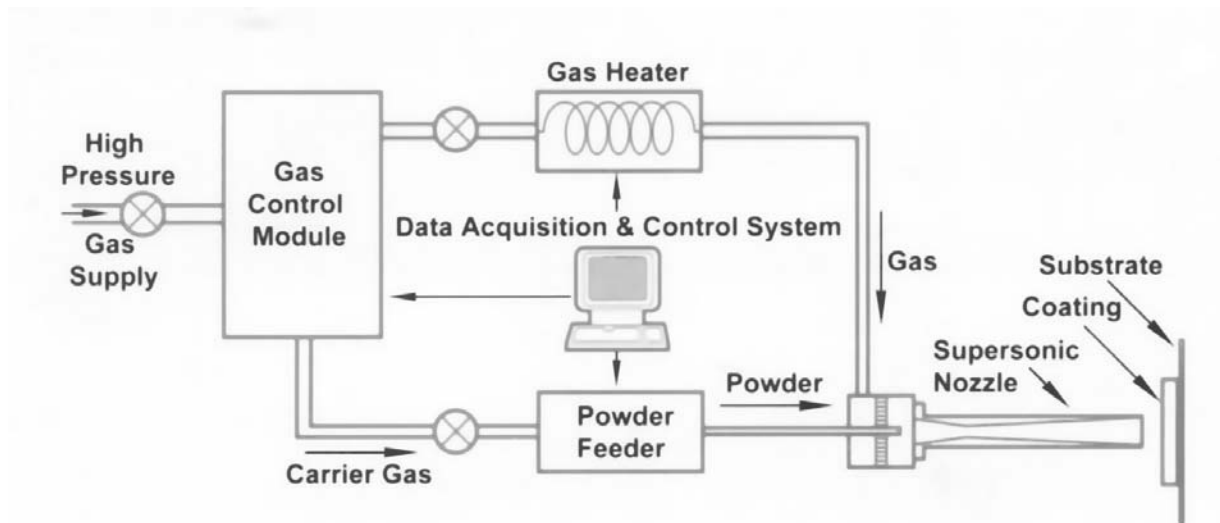 Gas Heater
High
Pressure
Gas
Supply
Gas
Control
Module
Data Acquisition & Control System
Gas
Substrate
Coating
Supersonic
Nozzle
Powder
Powder
Feeder
Carrier Gas